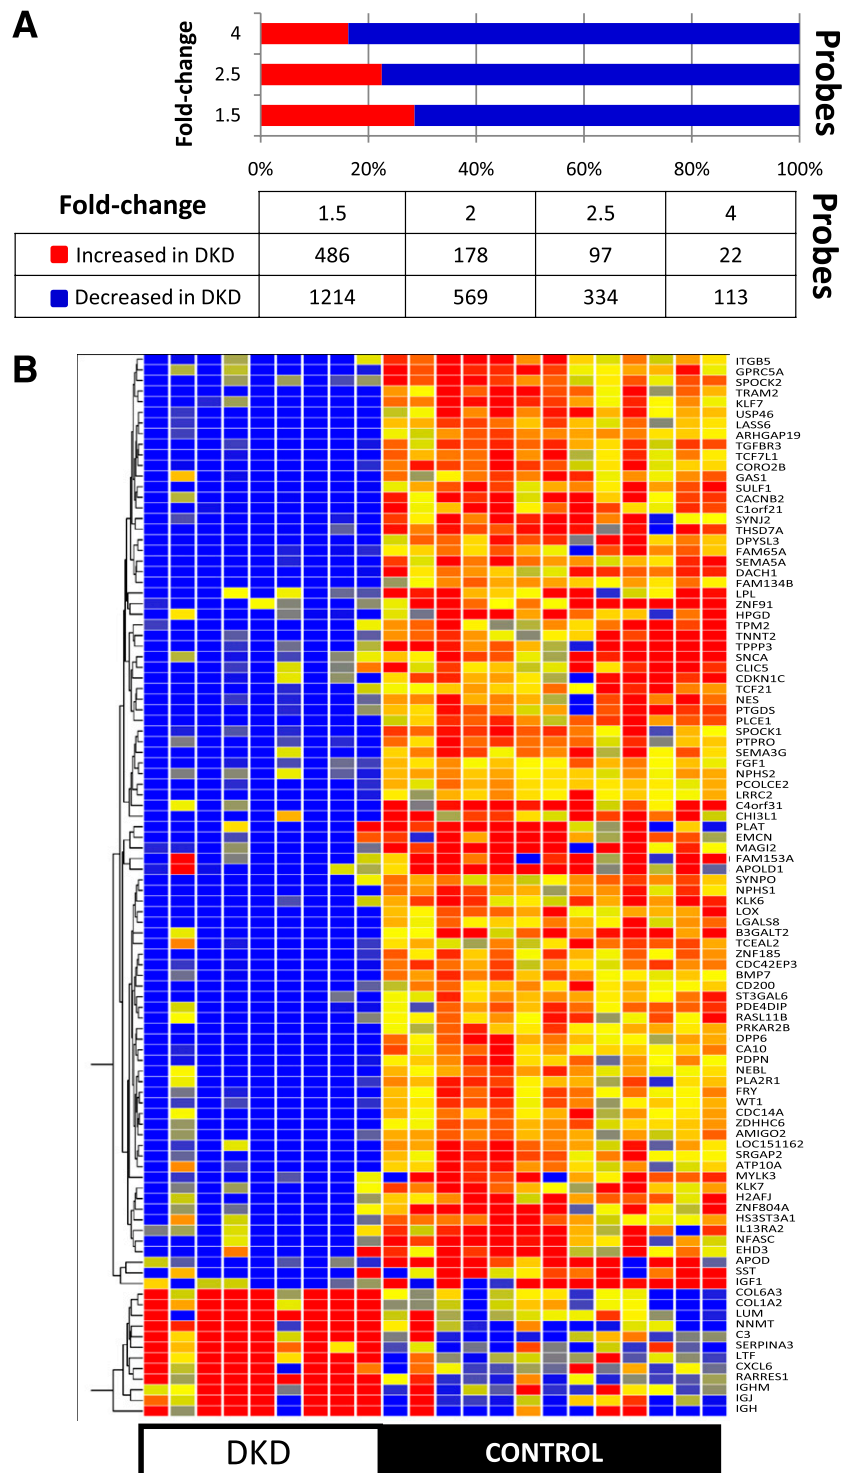 A
Fold-change
4
2.5
1.5
Probes
0% 20% 40% 60% 80% 100%
Fold-change 1.5 2 2.5 4
Increased in DKD 486 178 97 22
Decreased in DKD 1214 569 334 113
Probes
B
ITGB5
GPRC5A
SPOCK2
TRAM2
KLF7
USP46
LASS6
ARHGAP19
TGFBR3
TCF7L1
CORO2B
GAS1
SULF1
CACNB2
C1orf21
SYNJ2
THSD7A
DPYSL3
FAM65A
SEMA5A
DACH1
FAM134B
LPL
ZNF91
HPGD
TPM2
TNNT2
TPPP3
SNCA
CLIC5
CDKN1C
TCF21
NES
PTGDS
PLCE1
SPOCK1
PTPRO
SEMA3G
FGF1
NPHS2
PCOLCE2
LRRC2
C4orf31
CHI3L1
PLAT
EMCN
MAGI2
FAM153A
APOLD1
SYNPO
NPHS1
KLK6
LOX
LGALS8
B3GALT2
TCEAL2
ZNF185
CDC42EP3
BMP7
CD200
ST3GAL6
PDE4DIP
RASL11B
PRKAR2B
DPP6
CA10
PDPN
NEBL
PLA2R1
FRY
WT1
CDC14A
ZDHHC6
AMIGO2
LOC151162
SRGAP2
ATP10A
MYLK3
KLK7
H2AFJ
ZNF804A
HS3ST3A1
IL13RA2
NFASC
EHD3
APOD
SST
IGF1
COL6A3
COL1A2
LUM
NNMT
C3
SERPINA3
LTF
CXCL6
RARRES1
IGHM
IGJ
IGH
DKD CONTROL